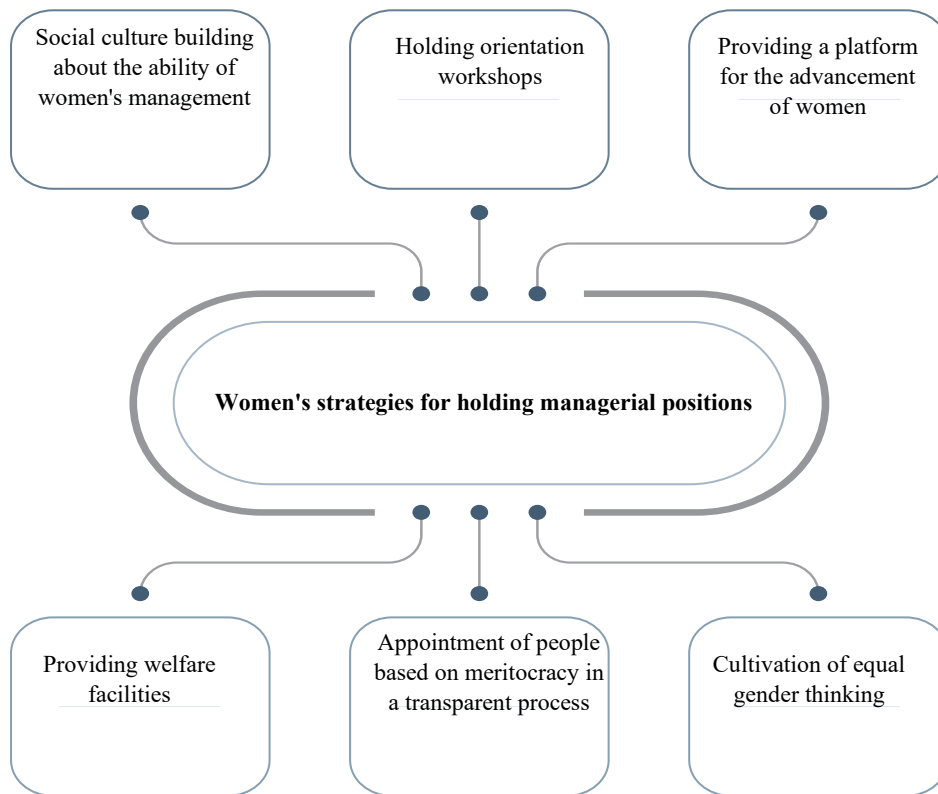 Social culture building
about the ability of
women's management
Holding orientation
workshops
Providing a platform
for the advancement
of women
Women's strategies for holding managerial positions
Providing welfare
facilities
Appointment of people
based on meritocracy in
a transparent process
Cultivation of equal
gender thinking